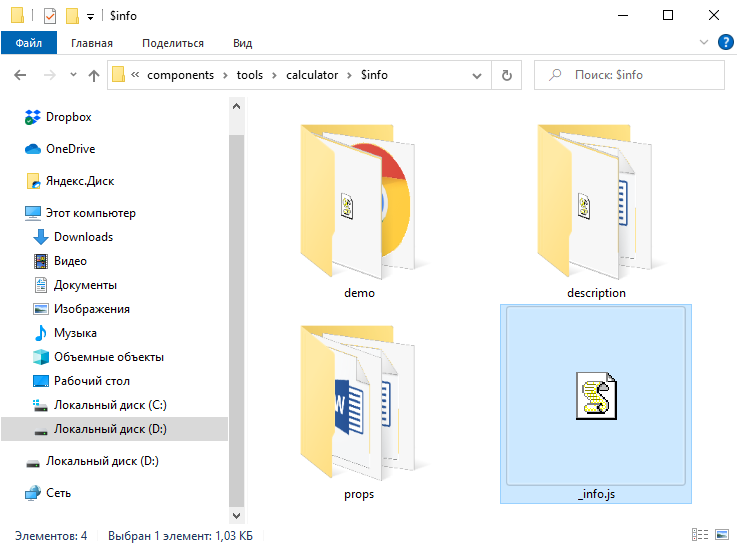 $info
Файл Главная Поделиться Вид
« components › tools › calculator › $info
Поиск: $info
Dropbox
OneDrive
Яндекс.Диск
Этот компьютер
Downloads
Видео
Документы
Изображения
Музыка
Объемные объекты
Рабочий стол
Локальный диск (C:)
Локальный диск (D:)
Локальный диск (D:)
Сеть
demo
description
W
props
_info.js
Элементов: 4 Выбран 1 элемент: 1,03 КБ